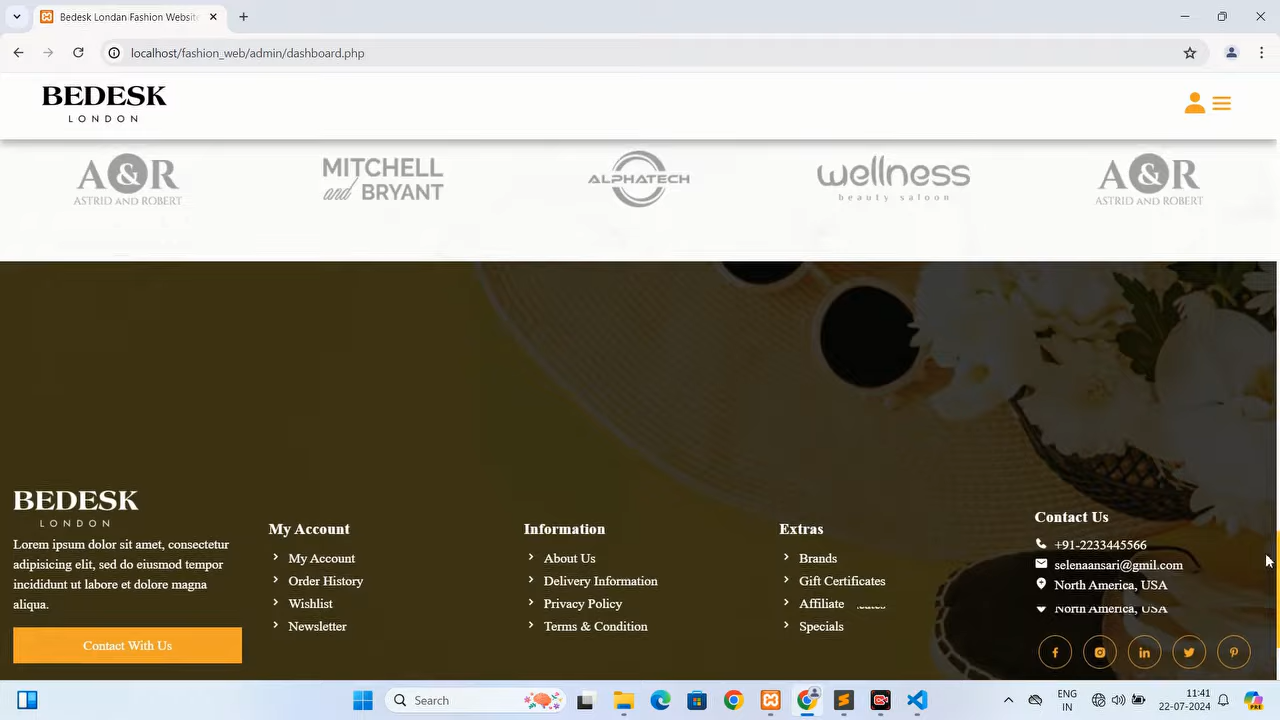 Bedesk Londan Fashion Website
localhost/fashion_web/admin/dashboard.php
BEDESK
LONDON
A&R
ASTRID AND ROBERT
MITCHELL
and BRYANT
ALPHATECH
wellness
beauty saloon
A&R
ASTRID AND ROBERT
BEDESK
LONDON
Lorem ipsum dolor sit amet, consectetur
adipisicing elit, sed do eiusmod tempor
incididunt ut labore et dolore magna
aliqua.
Contact With Us
My Account
My Account
Order History
Wishlist
Newsletter
Information
About Us
Delivery Information
Privacy Policy
Terms & Condition
Extras
Brands
Gift Certificates
Affiliate
Specials
Contact Us
+91-2233445566
selenaansari@gmil.com
North America, USA
North America, USA
Search
ENG
IN
11:41
22-07-2024